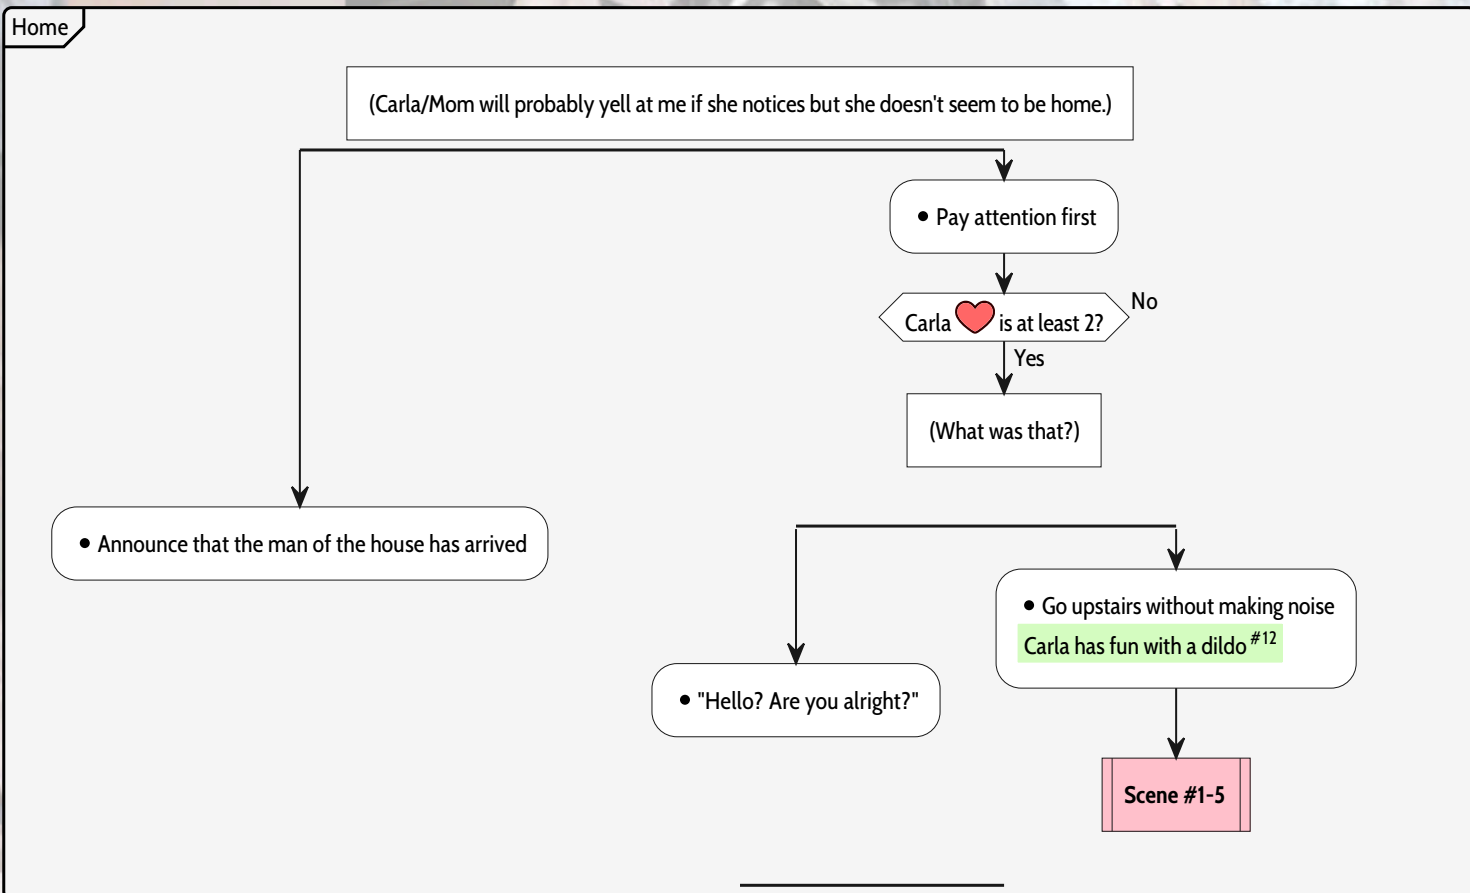 Home
(Carla/Mom will probably yell at me if she notices but she doesn't seem to be home.)
• Pay attention first
Carla is at least 2?
No
Yes
(What was that?)
• Announce that the man of the house has arrived
• Go upstairs without making noise
Carla has fun with a dildo #12
• "Hello? Are you alright?"
Scene #1-5